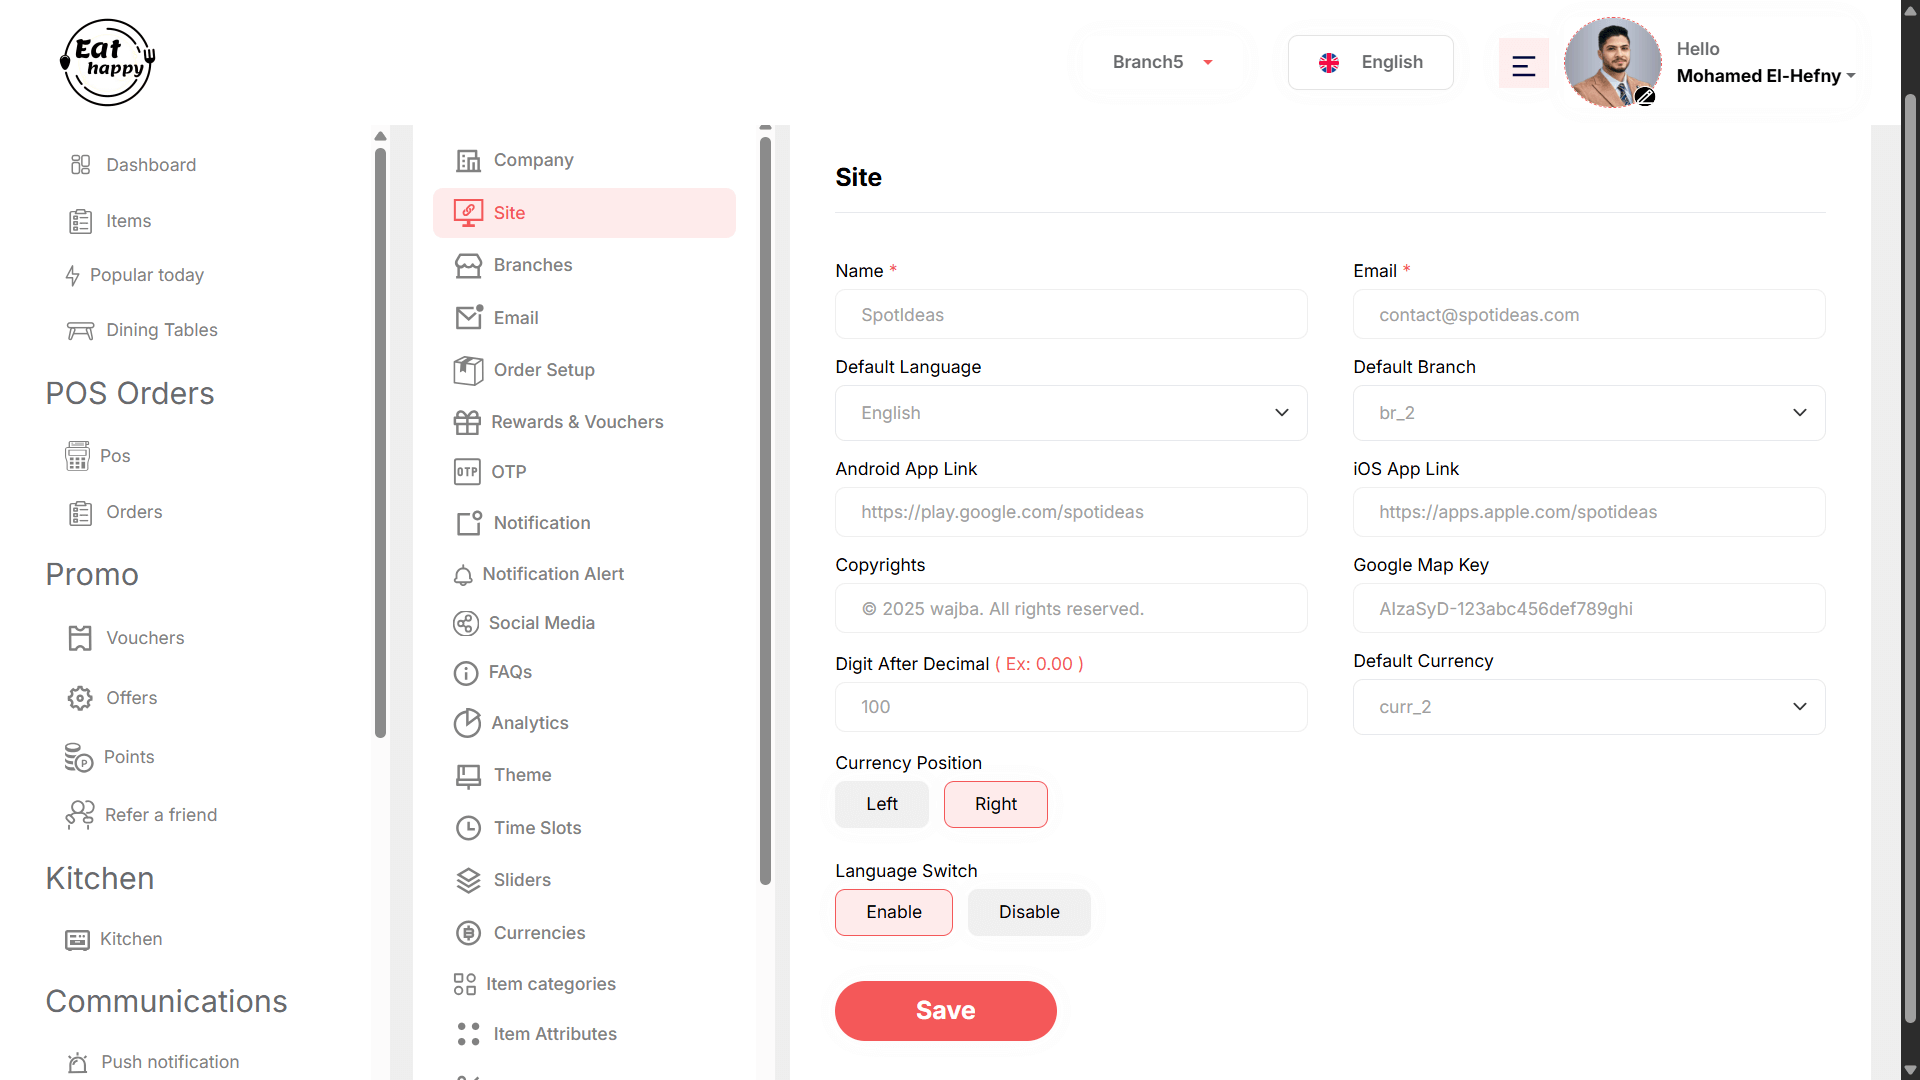 Eat
happy
Branch5
English
Hello
Mohamed El-Hefny
Dashboard
Items
Popular today
Dining Tables
POS Orders
Pos
Orders
Promo
Vouchers
Offers
Points
Refer a friend
Kitchen
Kitchen
Communications
Push notification
Company
Site
Branches
Email
Order Setup
Rewards & Vouchers
OTP OTP
Notification
Notification Alert
Social Media
FAQs
Analytics
Theme
Time Slots
Sliders
Currencies
Item categories
Item Attributes
Site
Name *
SpotIdeas
Email *
contact@spotideas.com
Default Language
English
Default Branch
br_2
Android App Link
https://play.google.com/spotideas
iOS App Link
https://apps.apple.com/spotideas
Copyrights
© 2025 wajba. All rights reserved.
Google Map Key
AIzaSyD-123abc456def789ghi
Digit After Decimal ( Ex: 0.00 )
100
Default Currency
curr_2
Currency Position
Left Right
Language Switch
Enable Disable
Save